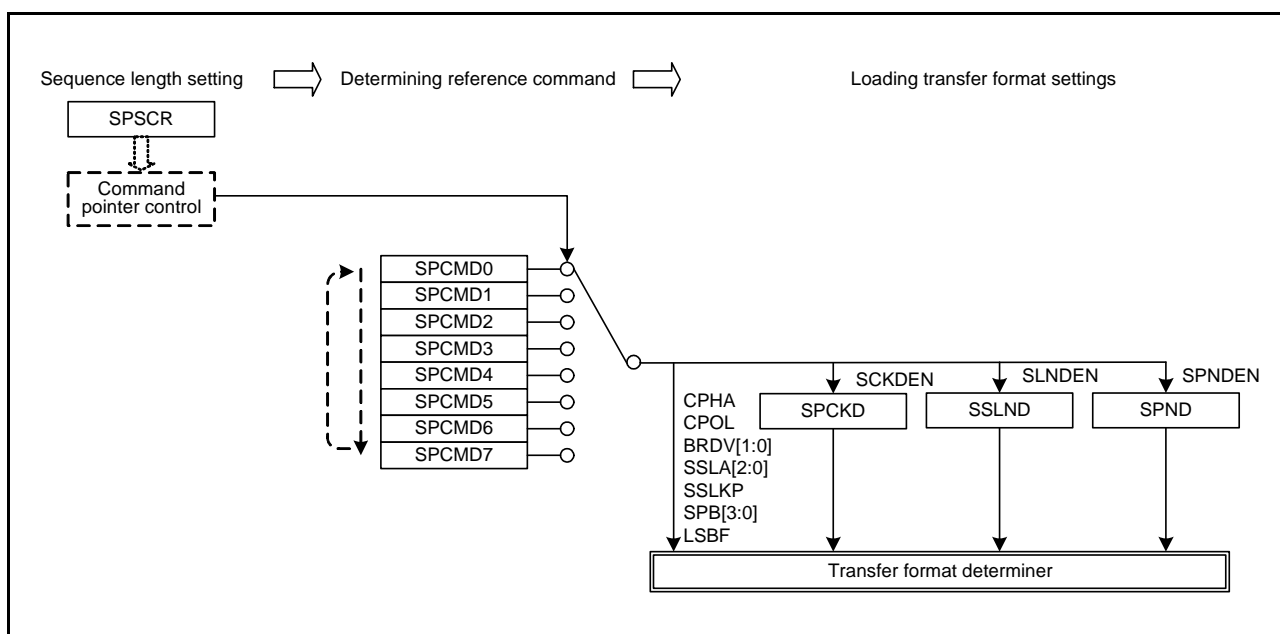 Sequence length setting
Determining reference command
Loading transfer format settings
SPSCR
Command
pointer control
SPCMD0
SPCMD1
SPCMD2
SPCMD3
SPCMD4
SPCMD5
SPCMD6
SPCMD7
CPHA
CPOL
BRDV[1:0]
SSLA[2:0]
SSLKP
SPB[3:0]
LSBF
SCKDEN
SPCKD
SLNDEN
SSLND
SPNDEN
SPND
Transfer format determiner